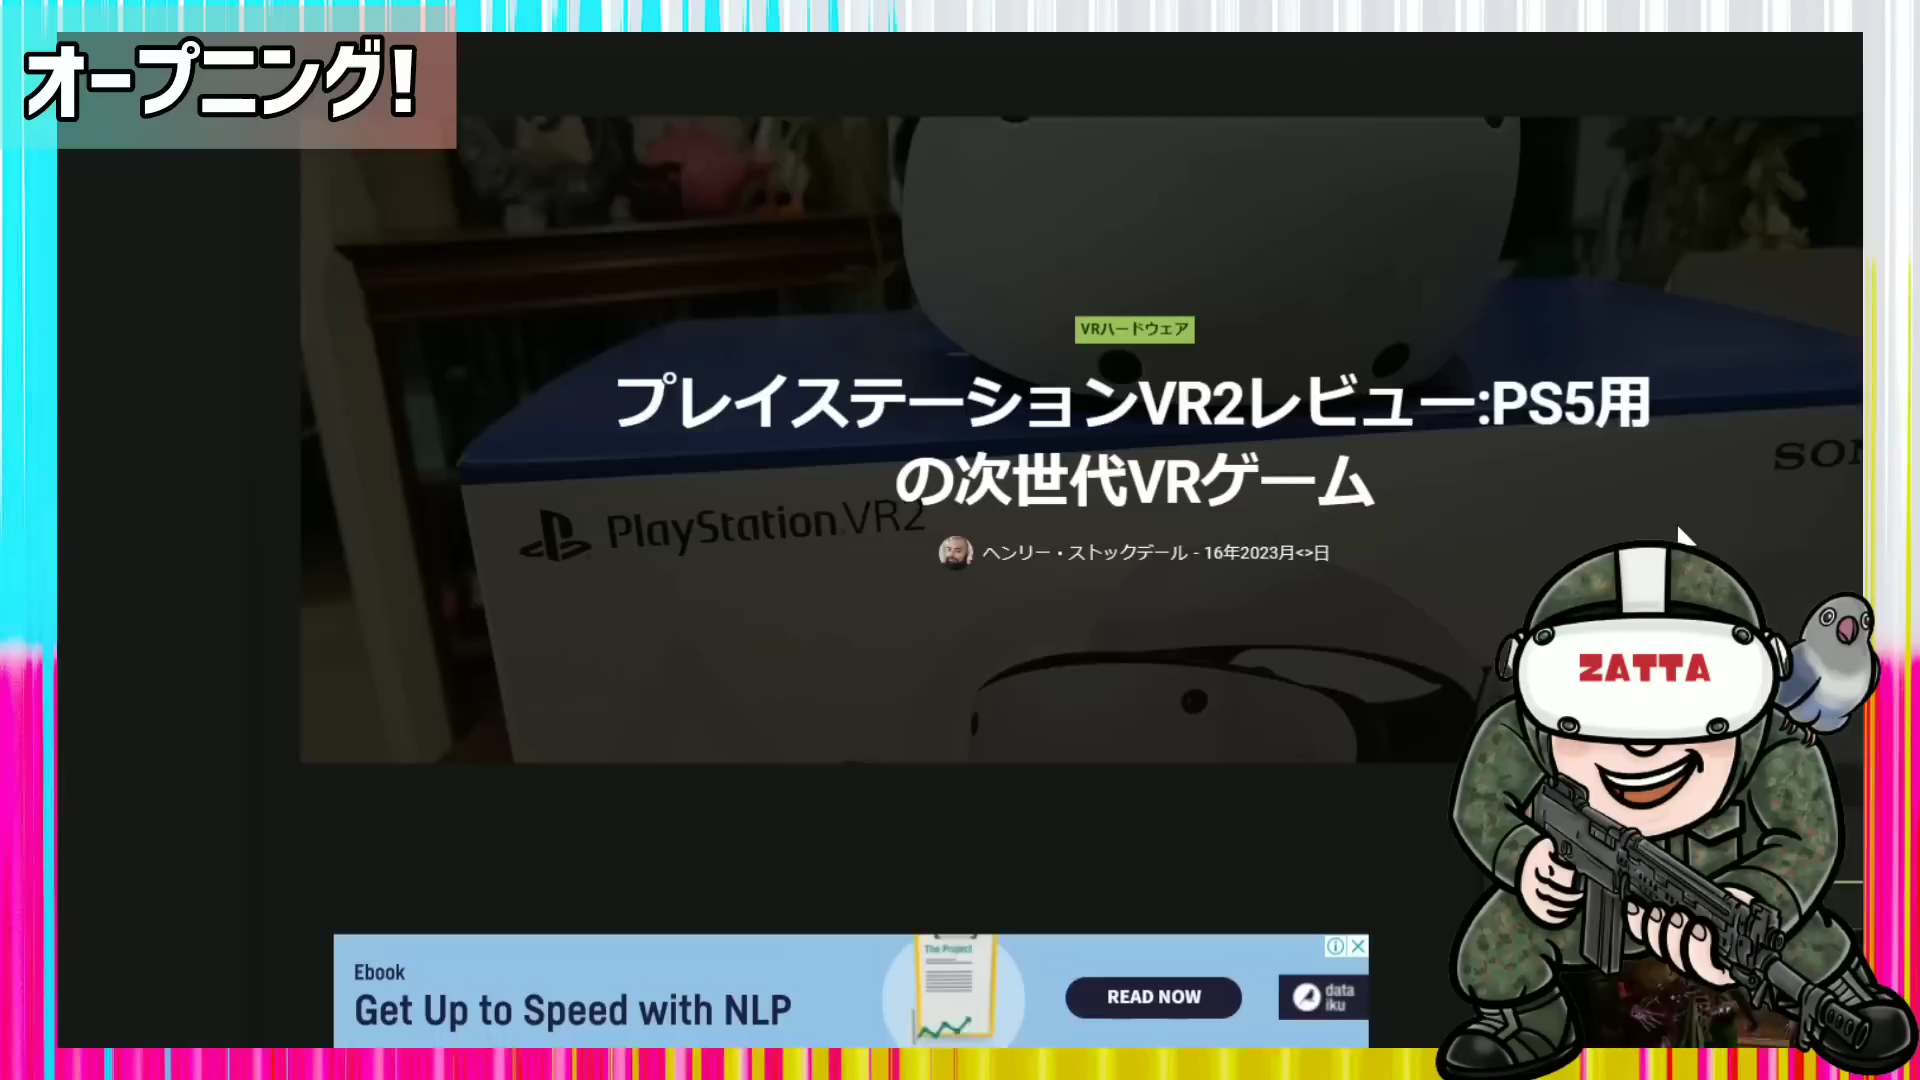 オープニング!
VRハードウェア
プレイステーションVR2レビュー:PS5用
の次世代VRゲーム
ヘンリー・ストックデール - 16年2023月<>日
PlayStation VR2
SON
ZATTA
The Project
Ebook
Get Up to Speed with NLP
READ NOW
data
iku